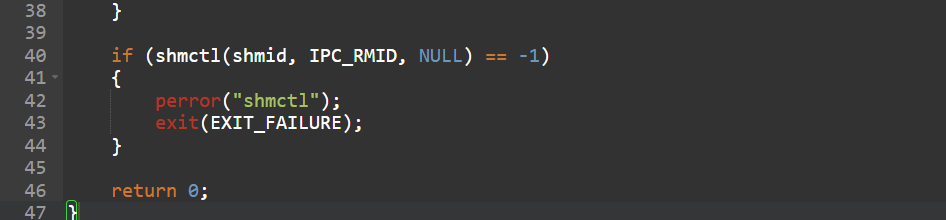 38 }
39
40 if (shmctl(shmid, IPC_RMID, NULL) == -1)
41 {
42 perror("shmctl");
43 exit(EXIT_FAILURE);
44 }
45
46 return 0;
47 }